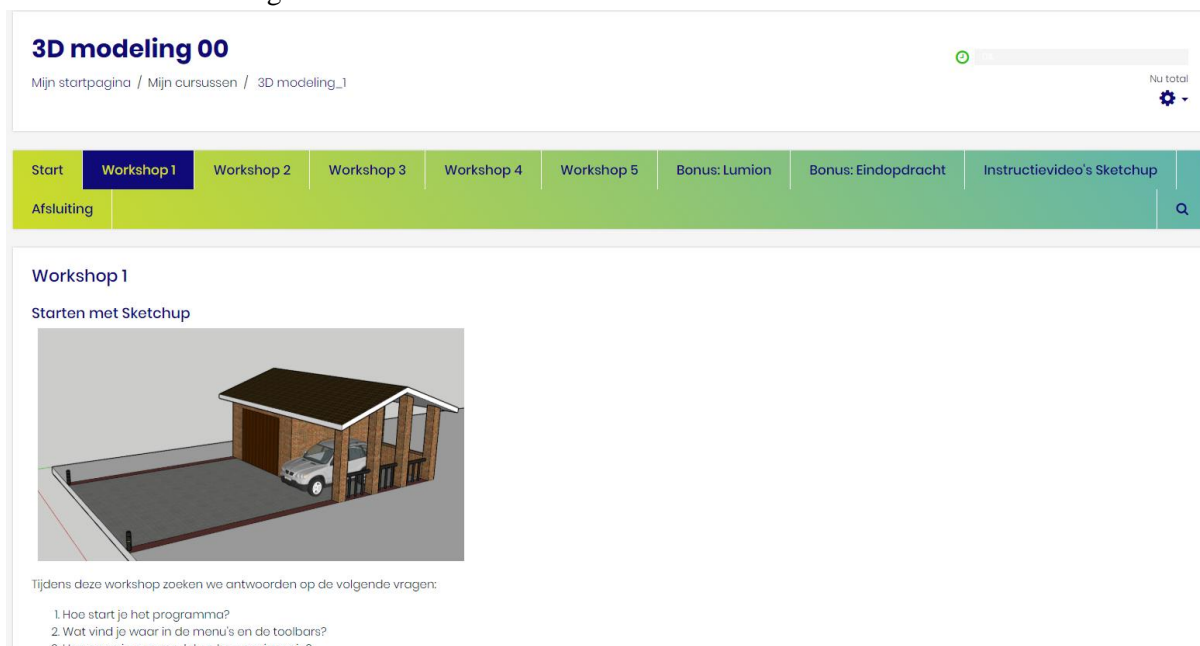 3D modeling 00
Mijn startpagina / Mijn cursussen / 3D modeling_1
Nu total
Start Workshop 1 Workshop 2 Workshop 3 Workshop 4 Workshop 5 Bonus: Lumion Bonus: Eindopdracht Instructievideo's Sketchup
Afsluiting
Workshop 1
Starten met Sketchup
Tijdens deze workshop zoeken we antwoorden op de volgende vragen:
1. Hoe start je het programma?
2. Wat vind je waar in de menu's en de toolbars?